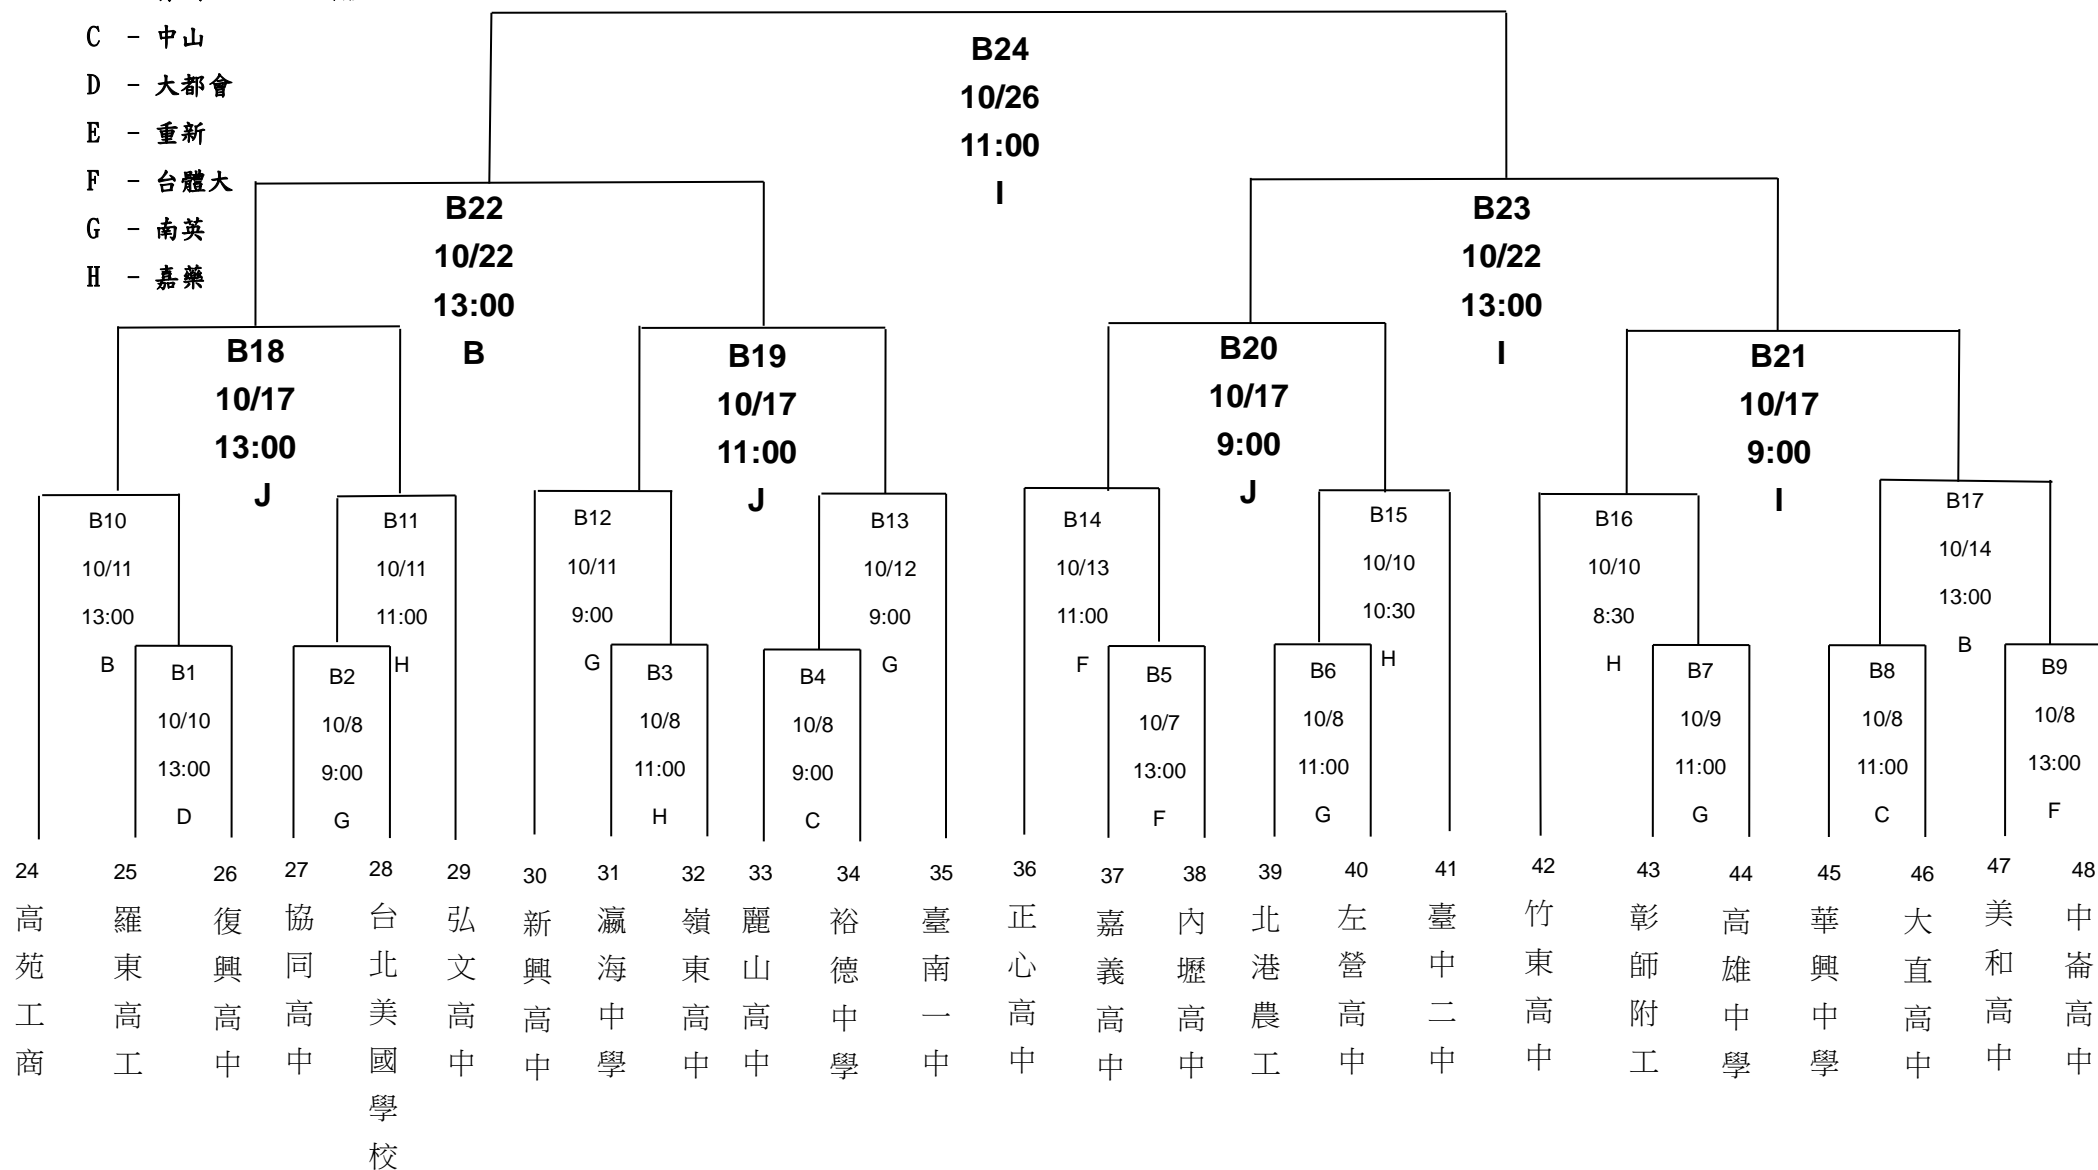 C - 中山
D - 大都會
E - 重新
F - 台體大
G - 南英
H - 嘉藥
B24
10/26
11:00
I
B22
10/22
13:00
B
B23
10/22
13:00
I
B18
10/17
13:00
J
B19
10/17
11:00
J
B20
10/17
9:00
J
B21
10/17
9:00
I
B10
10/11
13:00
B
B11
10/11
11:00
H
B12
10/11
9:00
G
B13
10/12
9:00
G
B14
10/13
11:00
F
B15
10/10
10:30
H
B16
10/10
8:30
H
B17
10/14
13:00
B
B1
10/10
13:00
D
B2
10/8
9:00
G
B3
10/8
11:00
H
B4
10/8
9:00
C
B5
10/7
13:00
F
B6
10/8
11:00
G
B7
10/9
11:00
G
B8
10/8
11:00
C
B9
10/8
13:00
F
24
高苑工商
25
羅東高工
26
復興高中
27
協同高中
28
台北美國學校
29
弘文高中
30
新興高中
31
瀛海中學
32
嶺東高中
33
麗山高中
34
裕德中學
35
臺南一中
36
正心高中
37
嘉義高中
38
內壢高中
39
北港農工
40
左營高中
41
臺中二中
42
竹東高中
43
彰師附工
44
高雄中學
45
華興中學
46
大直高中
47
美和高中
48
中崙高中